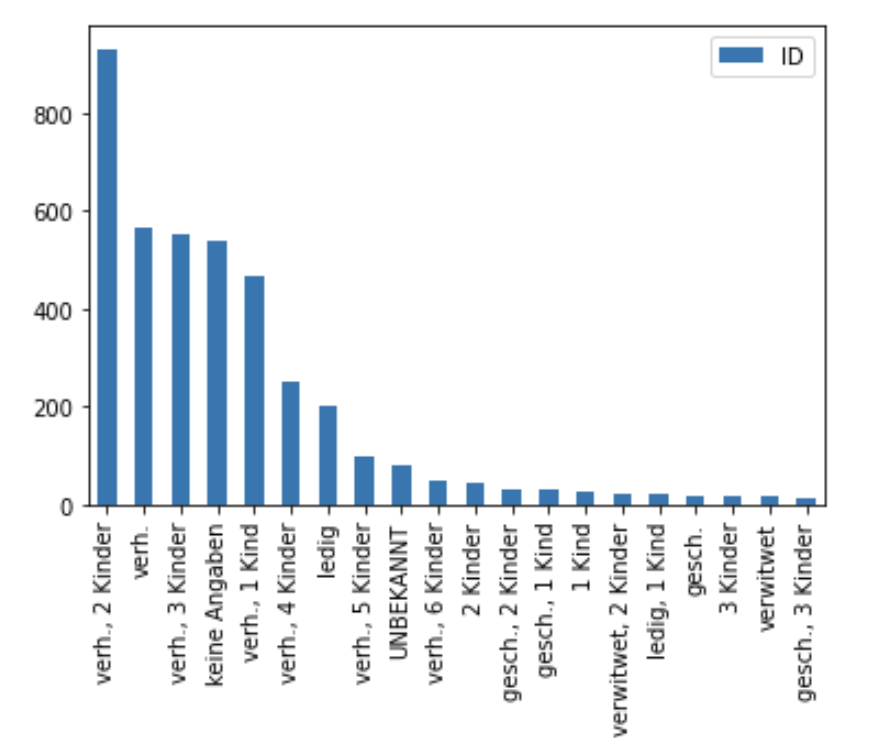 ID
800
600
400
200
0
verh., 2 Kinder
verh.
verh., 3 Kinder
keine Angaben
verh., 1 Kind
verh., 4 Kinder
ledig
verh., 5 Kinder
UNBEKANNT
verh., 6 Kinder
2 Kinder
gesch., 2 Kinder
gesch., 1 Kind
1 Kind
verwitwet, 2 Kinder
ledig, 1 Kind
gesch.
3 Kinder
verwitwet
gesch., 3 Kinder